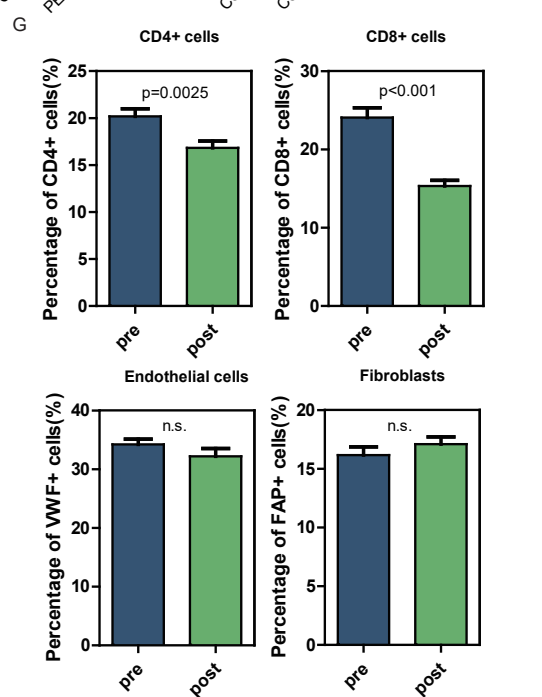 G
CD4+ cells
CD8+ cells
Percentage of CD4+ cells(%)
25
20
15
10
5
0
p=0.0025
pre
post
Percentage of CD8+ cells(%)
30
20
10
0
p<0.001
pre
post
Endothelial cells
Fibroblasts
Percentage of VWF+ cells(%)
40
30
20
10
0
n.s.
pre
post
Percentage of FAP+ cells(%)
20
15
10
5
0
n.s.
pre
post